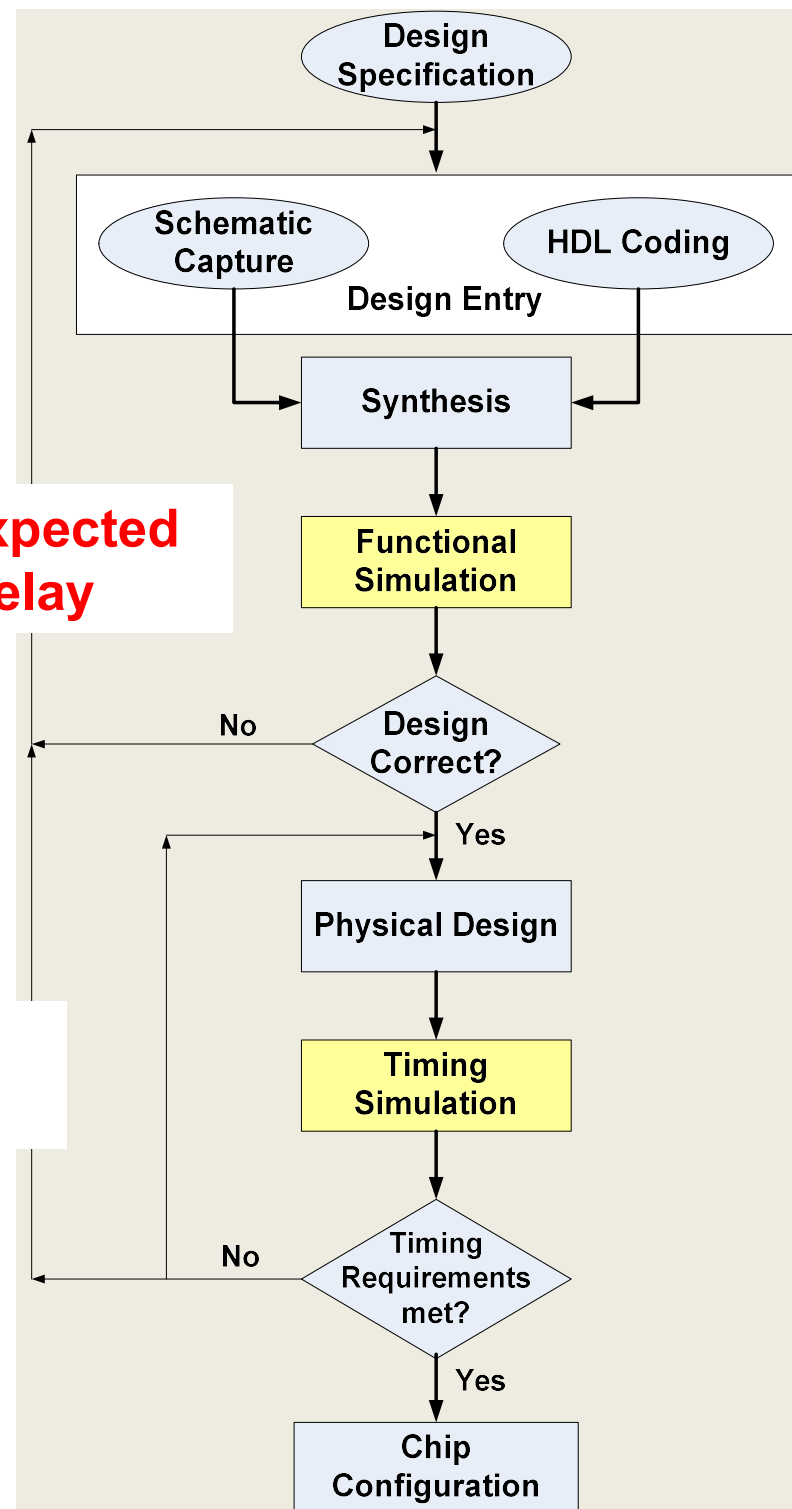 Design
Specification
Schematic
Capture
HDL Coding
Design Entry
Synthesis
xpected
elay
Functional
Simulation
No
Design
Correct?
Yes
Physical Design
Timing
Simulation
No
Timing
Requirements
met?
Yes
Chip
Configuration